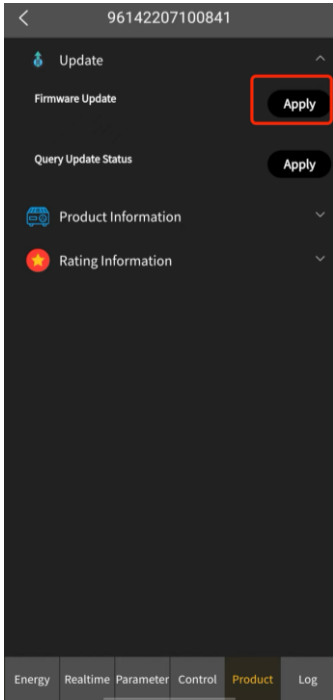 96142207100841
Update
Firmware Update
Apply
Query Update Status
Apply
Product Information
Rating Information
Energy Realtime Parameter Control Product Log